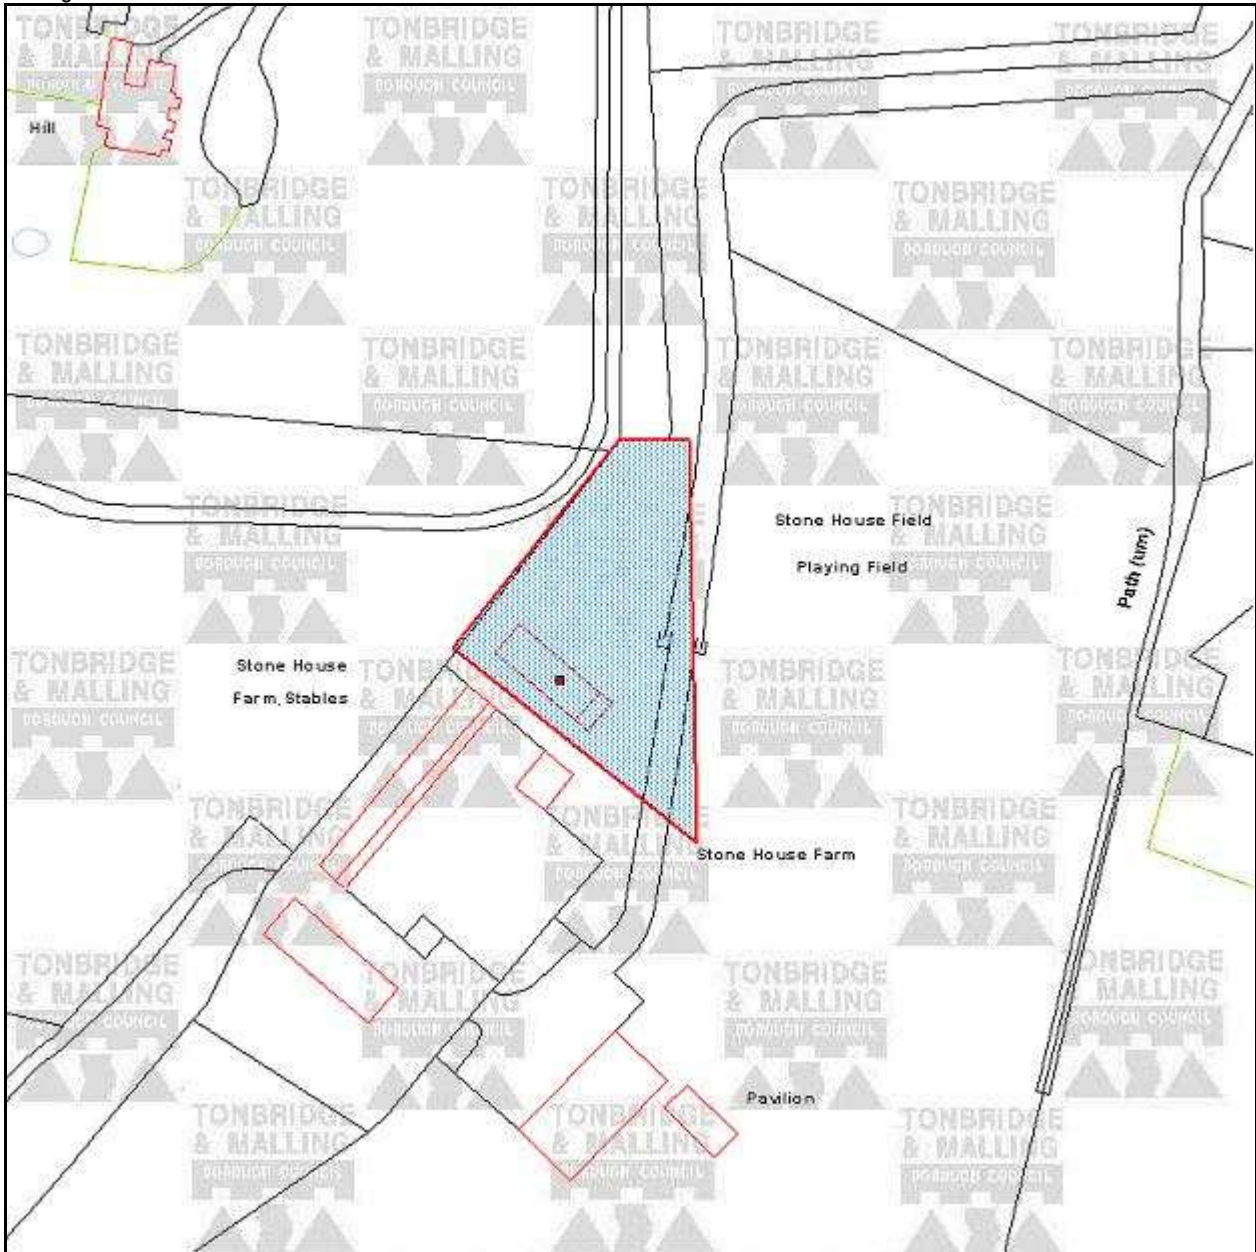 Hill
Stone House Field
Playing Field
Path (um)
Stone House
Farm, Stables
Stone House Farm
Pavilion
TONBRIDGE
& MALLING
BOROUGH COUNCIL